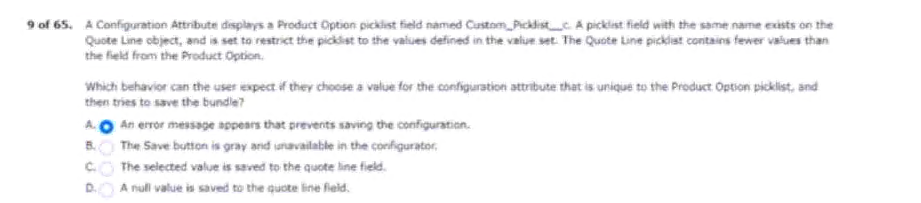 9 of 65. A Configuration Attribute displays a Product Option picklist field named Custom_Picklist__c. A picklist field with the same name exists on the
Quote Line object, and is set to restrict the picklist to the values defined in the value set. The Quote Line picklist contains fewer values than
the field from the Product Option.
Which behavior can the user expect if they choose a value for the configuration attribute that is unique to the Product Option picklist, and
then tries to save the bundle?
A. An error message appears that prevents saving the configuration.
B. The Save button is gray and unavailable in the configurator.
C. The selected value is saved to the quote line field.
D. A null value is saved to the quote line field.